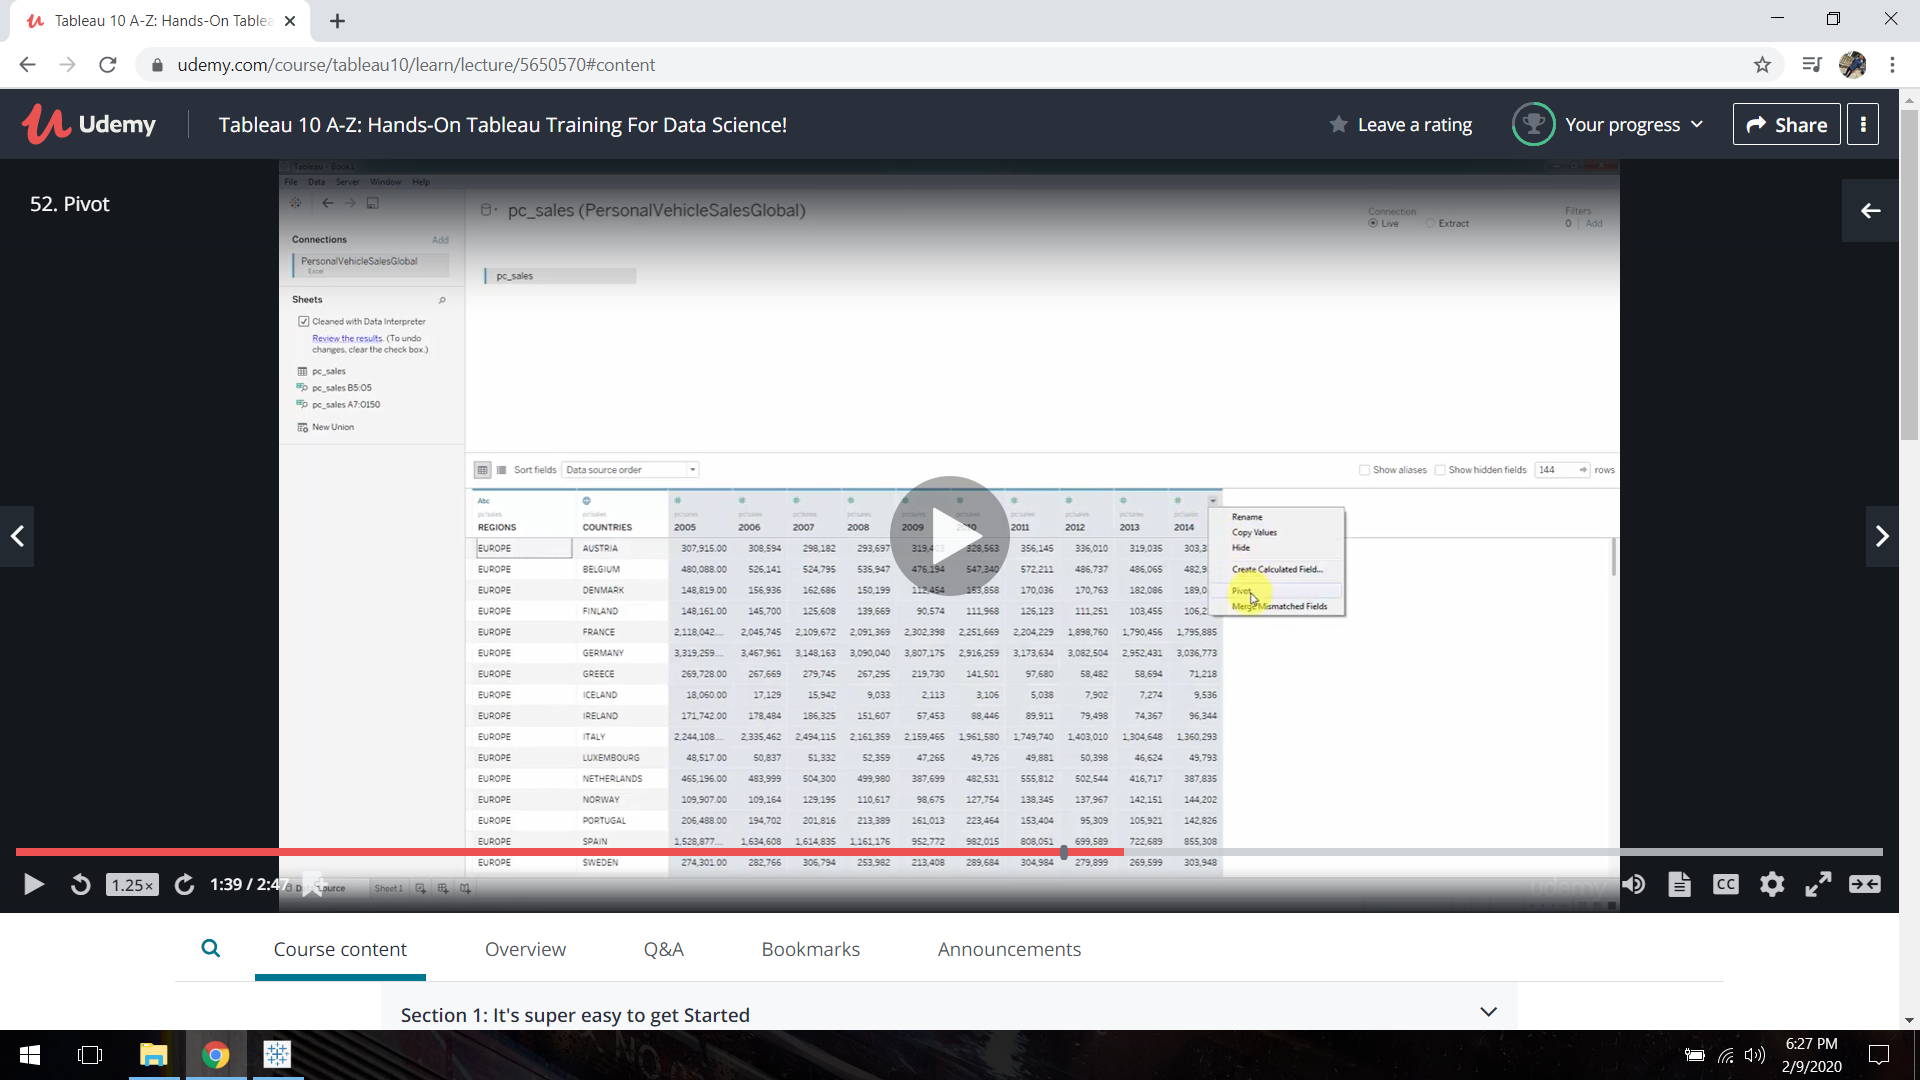 Tableau 10 A-Z: Hands-On Table
udemy.com/course/tableau10/learn/lecture/5650570#content
Udemy
Tableau 10 A-Z: Hands-On Tableau Training For Data Science!
Leave a rating
Your progress
Share
52. Pivot
Tableau - Book1
File Data Server Window Help
pc_sales (PersonalVehicleSalesGlobal)
Connection
Live Extract
Filters
0 Add
Connections Add
PersonalVehicleSalesGlobal
Excel
pc_sales
Sheets
Cleaned with Data Interpreter
Review the results. (To undo
changes, clear the check box.)
pc_sales
pc_sales B5:O5
pc_sales A7:O150
New Union
Sort fields Data source order
Show aliases Show hidden fields 144 rows
Abc
REGIONS COUNTRIES 2005 2006 2007 2008 2009 2010 2011 2012 2013 2014
EUROPE AUSTRIA 307,915.00 308,594 298,182 293,697 328,563 356,145 336,010 319,035 303,3
EUROPE BELGIUM 480,088.00 526,141 524,795 535,947 476,194 547,340 572,211 486,737 486,065 482,9
EUROPE DENMARK 148,819.00 156,936 162,686 150,199 112,454 153,858 170,036 170,763 182,086 189,0
EUROPE FINLAND 148,161.00 145,700 125,608 139,669 90,574 111,968 126,123 111,251 103,455 106,2
EUROPE FRANCE 2,118,042... 2,045,745 2,109,672 2,091,369 2,302,398 2,251,669 2,204,229 1,898,760 1,790,456 1,795,885
EUROPE GERMANY 3,319,259... 3,467,961 3,148,163 3,090,040 3,807,175 2,916,259 3,173,634 3,082,504 2,952,431 3,036,773
EUROPE GREECE 269,728.00 267,669 279,745 267,295 219,730 141,501 97,680 58,482 58,694 71,218
EUROPE ICELAND 18,060.00 17,129 15,942 9,033 2,113 3,106 5,038 7,902 7,274 9,536
EUROPE IRELAND 171,742.00 178,484 186,325 151,607 57,453 88,446 89,911 79,498 74,367 96,344
EUROPE ITALY 2,244,108... 2,335,462 2,494,115 2,161,359 2,159,465 1,961,580 1,749,740 1,403,010 1,304,648 1,360,293
EUROPE LUXEMBOURG 48,517.00 50,837 51,332 52,359 47,265 49,726 49,881 50,398 46,624 49,793
EUROPE NETHERLANDS 465,196.00 483,999 504,300 499,980 387,699 482,531 555,812 502,544 416,717 387,835
EUROPE NORWAY 109,907.00 109,164 129,195 110,617 98,675 127,754 138,345 137,967 142,151 144,202
EUROPE PORTUGAL 206,488.00 194,702 201,816 213,389 161,013 223,464 153,404 95,309 105,921 142,826
EUROPE SPAIN 1,528,877... 1,634,608 1,614,835 1,161,176 952,772 982,015 808,051 699,589 722,689 855,308
EUROPE SWEDEN 274,301.00 282,766 306,794 253,982 213,408 289,684 304,984 279,899 269,599 303,948
Rename
Copy Values
Hide
Create Calculated Field...
Pivot
Merge Mismatched Fields
1.25×
1:39 / 2:47
Sheet 1
udemy
CC
Course content
Overview
Q&A
Bookmarks
Announcements
Section 1: It's super easy to get Started
6:27 PM
2/9/2020